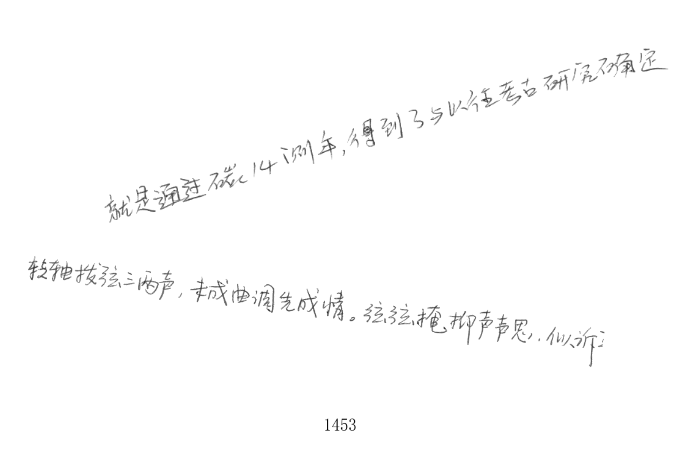 就是通过碳14测年,得到了与以往考古研究不确定
转轴拨弦三两声,未成曲调先成情。弦弦掩抑声声思,似诉
1453